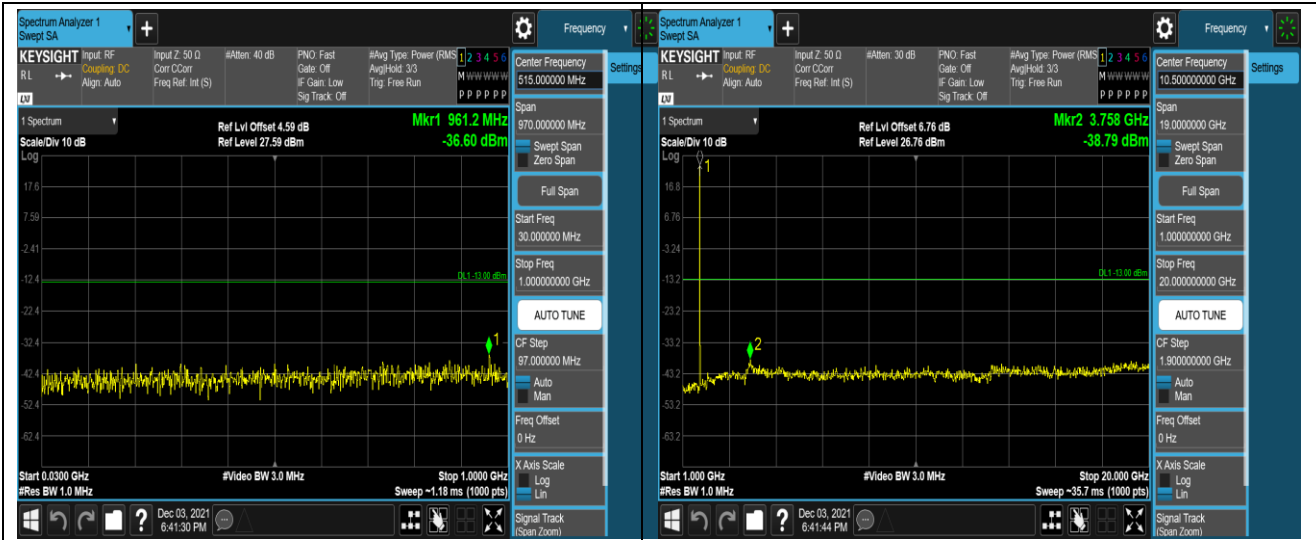 Spectrum Analyzer 1
Swept SA
+
Frequency
KEYSIGHT
RL
LXI
Input: RF
Coupling: DC
Align: Auto
Input Z: 50 Ω
Corr CCorr
Freq Ref: Int (S)
#Atten: 40 dB
PNO: Fast
Gate: Off
IF Gain: Low
Sig Track: Off
#Avg Type: Power (RMS
Avg|Hold: 3/3
Trig: Free Run
1 2 3 4 5 6
M W W W W W
P P P P P P
Center Frequency
515.000000 MHz
Settings
1 Spectrum
Scale/Div 10 dB
Log
Ref Lvl Offset 4.59 dB
Ref Level 27.59 dBm
Mkr1 961.2 MHz
-36.60 dBm
Span
970.000000 MHz
Swept Span
Zero Span
Full Span
Start Freq
30.000000 MHz
Stop Freq
1.000000000 GHz
AUTO TUNE
CF Step
97.000000 MHz
Auto
Man
Freq Offset
0 Hz
X Axis Scale
Log
Lin
Signal Track
(Span Zoom)
17.6
7.59
-2.41
-12.4
-22.4
-32.4
-42.4
-52.4
-62.4
DL1 -13.00 dBm
1
Start 0.0300 GHz
#Res BW 1.0 MHz
#Video BW 3.0 MHz
Stop 1.0000 GHz
Sweep ~1.18 ms (1000 pts)
?
Dec 03, 2021
6:41:30 PM
Spectrum Analyzer 1
Swept SA
+
Frequency
KEYSIGHT
RL
LXI
Input: RF
Coupling: DC
Align: Auto
Input Z: 50 Ω
Corr CCorr
Freq Ref: Int (S)
#Atten: 30 dB
PNO: Fast
Gate: Off
IF Gain: Low
Sig Track: Off
#Avg Type: Power (RMS
Avg|Hold: 3/3
Trig: Free Run
1 2 3 4 5 6
M W W W W W
P P P P P P
Center Frequency
10.500000000 GHz
Settings
1 Spectrum
Scale/Div 10 dB
Log
Ref Lvl Offset 6.76 dB
Ref Level 26.76 dBm
Mkr2 3.758 GHz
-38.79 dBm
Span
19.0000000 GHz
Swept Span
Zero Span
Full Span
Start Freq
1.000000000 GHz
Stop Freq
20.000000000 GHz
AUTO TUNE
CF Step
1.900000000 GHz
Auto
Man
Freq Offset
0 Hz
X Axis Scale
Log
Lin
Signal Track
(Span Zoom)
1
16.8
6.76
-3.24
-13.2
-23.2
-33.2
-43.2
-53.2
-63.2
DL1 -13.00 dBm
2
Start 1.000 GHz
#Res BW 1.0 MHz
#Video BW 3.0 MHz
Stop 20.000 GHz
Sweep ~35.7 ms (1000 pts)
?
Dec 03, 2021
6:41:44 PM